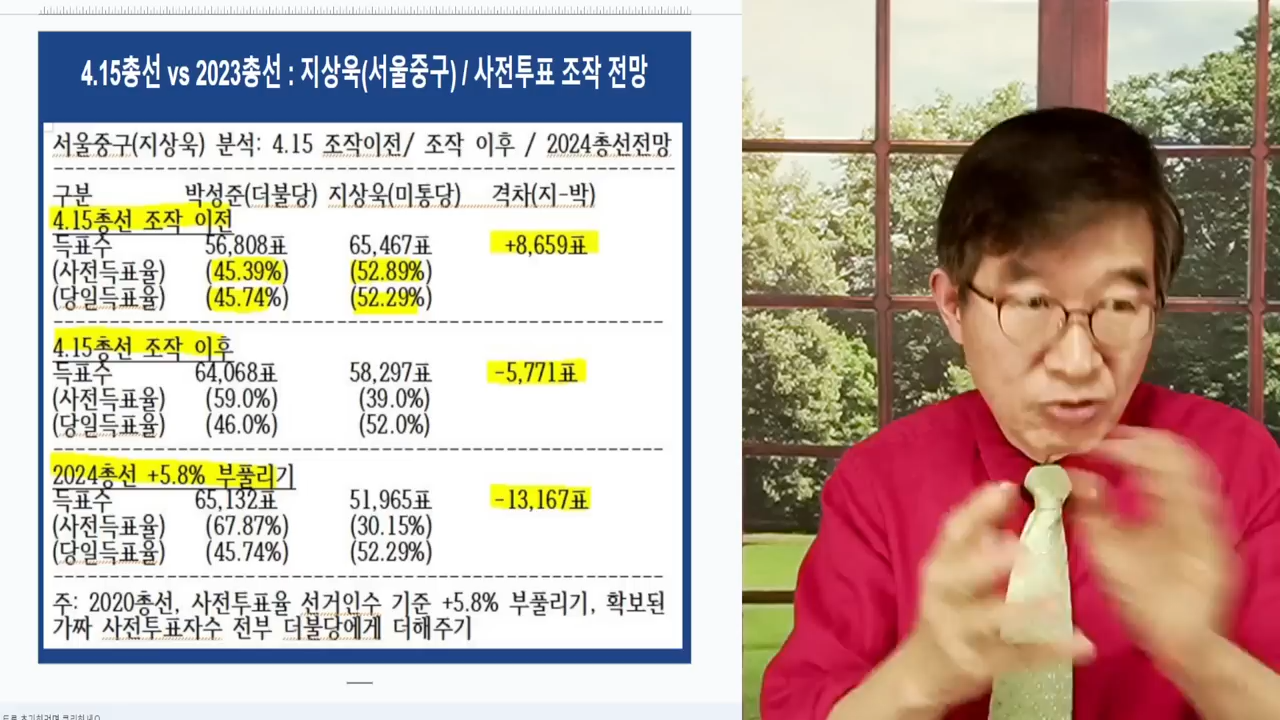 4.15총선 vs 2023총선 : 지상욱(서울중구) / 사전투표 조작 전망
서울중구(지상욱) 분석: 4.15 조작이전/ 조작 이후 / 2024총선전망
구분 박성준(더불당) 지상욱(미통당) 격차(지-박)
4.15총선 조작 이전
득표수 56,808표 65,467표 +8,659표
(사전득표율) (45.39%) (52.89%)
(당일득표율) (45.74%) (52.29%)
4.15총선 조작 이후
득표수 64,068표 58,297표 -5,771표
(사전득표율) (59.0%) (39.0%)
(당일득표율) (46.0%) (52.0%)
2024총선 +5.8% 부풀리기
득표수 65,132표 51,965표 -13,167표
(사전득표율) (67.87%) (30.15%)
(당일득표율) (45.74%) (52.29%)
주: 2020총선, 사전투표율 선거인수 기준 +5.8% 부풀리기, 확보된
가짜 사전투표자수 전부 더불당에게 더해주기